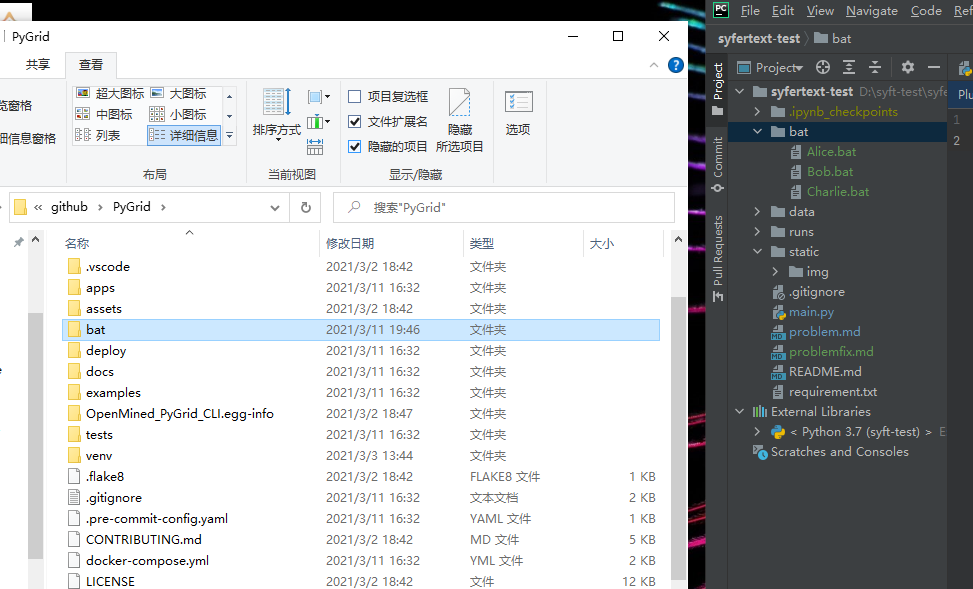 PyGrid
共享
查看
览窗格
细信息窗格
超大图标
大图标
中图标
小图标
列表
详细信息
布局
排序方式
当前视图
项目复选框
文件扩展名
隐藏的项目
隐藏
所选项目
显示/隐藏
选项
« github › PyGrid ›
搜索"PyGrid"
名称 修改日期 类型 大小
.vscode 2021/3/2 18:42 文件夹
apps 2021/3/11 16:32 文件夹
assets 2021/3/2 18:42 文件夹
bat 2021/3/11 19:46 文件夹
deploy 2021/3/11 16:32 文件夹
docs 2021/3/11 16:32 文件夹
examples 2021/3/11 16:32 文件夹
OpenMined_PyGrid_CLI.egg-info 2021/3/2 18:47 文件夹
tests 2021/3/11 16:32 文件夹
venv 2021/3/3 13:44 文件夹
.flake8 2021/3/2 18:42 FLAKE8 文件 1 KB
.gitignore 2021/3/11 16:32 文本文档 2 KB
.pre-commit-config.yaml 2021/3/11 16:32 YAML 文件 1 KB
CONTRIBUTING.md 2021/3/2 18:42 MD 文件 5 KB
docker-compose.yml 2021/3/11 16:32 YML 文件 2 KB
LICENSE 2021/3/2 18:42 文件 12 KB
PC File Edit View Navigate Code Ref
syfertext-test bat
Project
Commit
Pull Requests
Project
syfertext-test D:\syft-test\syfe
.ipynb_checkpoints
bat
Alice.bat
Bob.bat
Charlie.bat
data
runs
static
img
.gitignore
main.py
problem.md
problemfix.md
README.md
requirement.txt
External Libraries
< Python 3.7 (syft-test) >
Scratches and Consoles
Plu
1
2